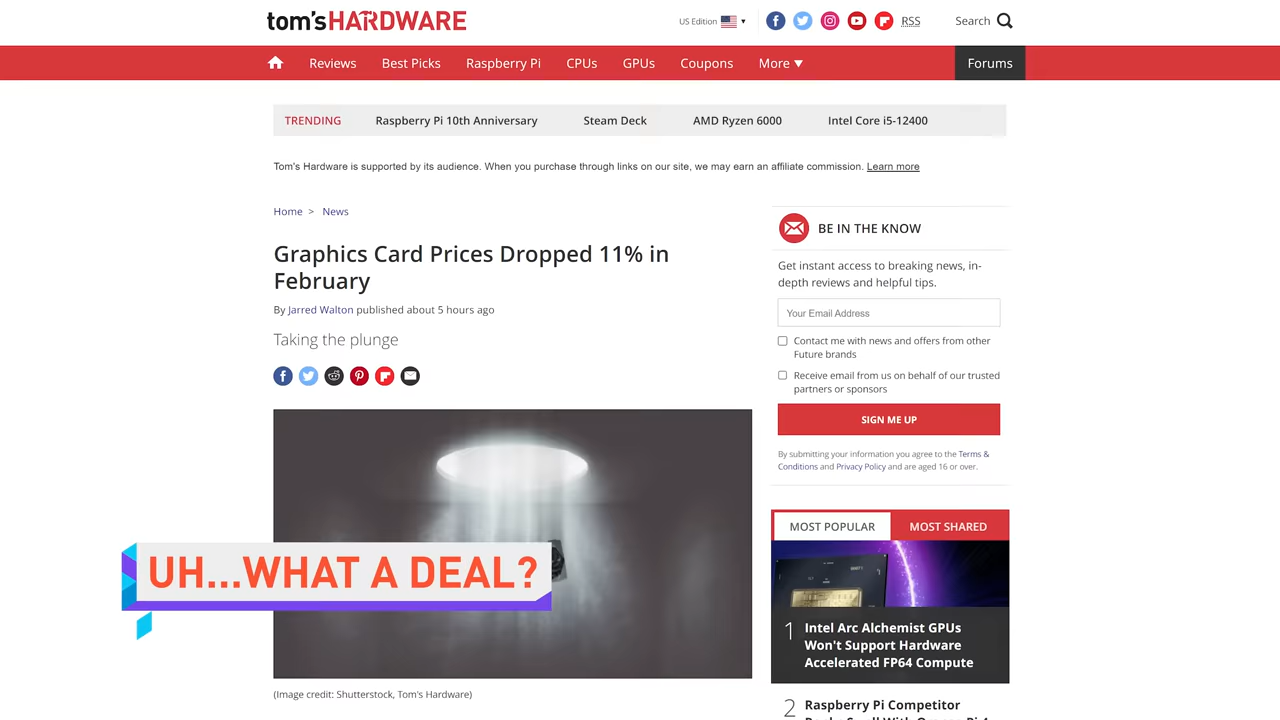 tom'sHARDWARE
US Edition
RSS
Search
Reviews
Best Picks
Raspberry Pi
CPUs
GPUs
Coupons
More
Forums
TRENDING
Raspberry Pi 10th Anniversary
Steam Deck
AMD Ryzen 6000
Intel Core i5-12400
Tom's Hardware is supported by its audience. When you purchase through links on our site, we may earn an affiliate commission. Learn more
Home > News
Graphics Card Prices Dropped 11% in
February
By Jarred Walton published about 5 hours ago
Taking the plunge
UH...WHAT A DEAL?
(Image credit: Shutterstock, Tom's Hardware)
BE IN THE KNOW
Get instant access to breaking news, in-
depth reviews and helpful tips.
Your Email Address
Contact me with news and offers from other
Future brands
Receive email from us on behalf of our trusted
partners or sponsors
SIGN ME UP
By submitting your information you agree to the Terms &
Conditions and Privacy Policy and are aged 16 or over.
MOST POPULAR
MOST SHARED
1 Intel Arc Alchemist GPUs
Won't Support Hardware
Accelerated FP64 Compute
2 Raspberry Pi Competitor